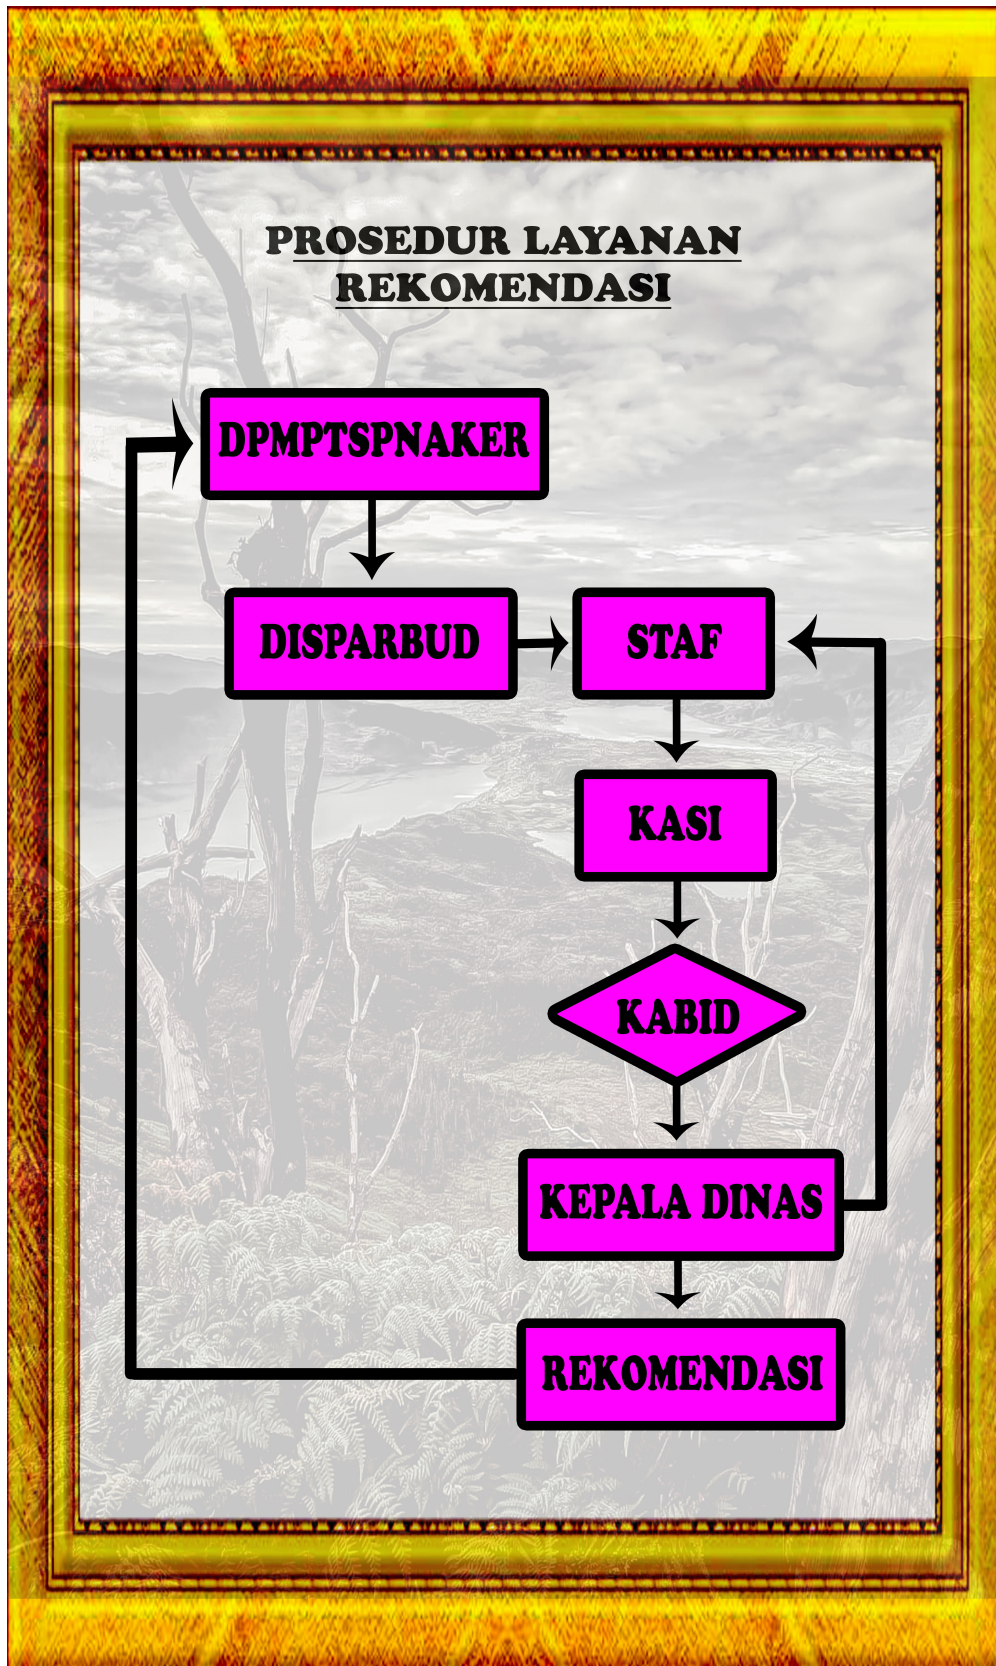 PROSEDUR LAYANAN
REKOMENDASI
DPMPTSPNAKER
DISPARBUD
STAF
KASI
KABID
KEPALA DINAS
REKOMENDASI